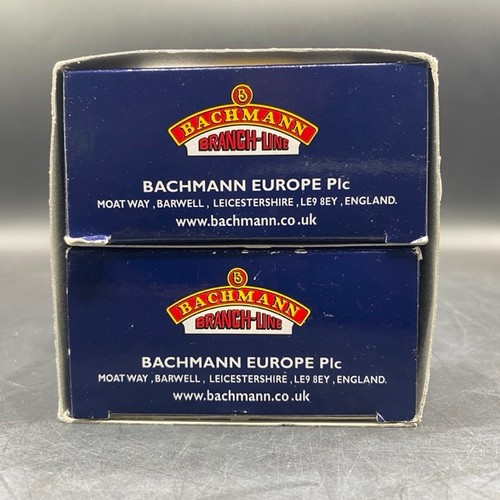 B
BACHMANN
BRANCH-LINE
BACHMANN EUROPE Plc
MOAT WAY , BARWELL , LEICESTERSHIRE , LE9 8EY , ENGLAND.
www.bachmann.co.uk
B
BACHMANN
BRANCH-LINE
BACHMANN EUROPE Plc
MOAT WAY , BARWELL , LEICESTERSHIRE , LE9 8EY , ENGLAND.
www.bachmann.co.uk